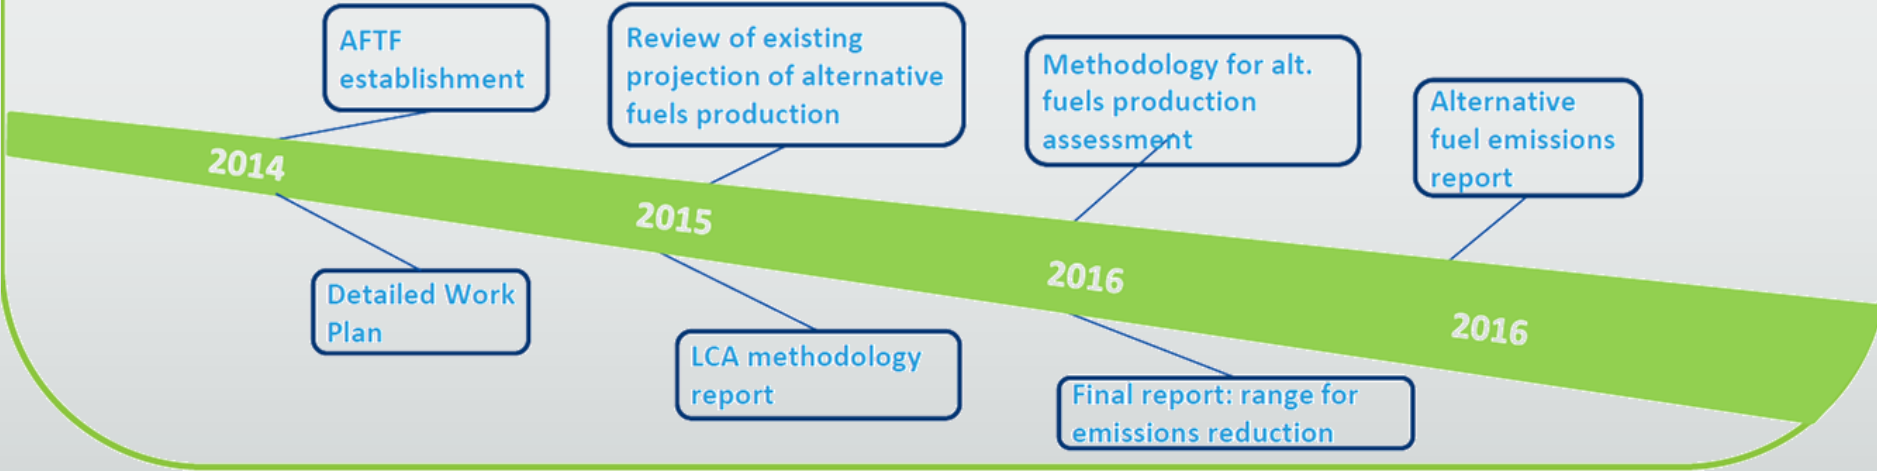 AFTF
establishment
Review of existing
projection of alternative
fuels production
Methodology for alt.
fuels production
assessment
Alternative
fuel emissions
report
2014
2015
2016
2016
Detailed Work
Plan
LCA methodology
report
Final report: range for
emissions reduction